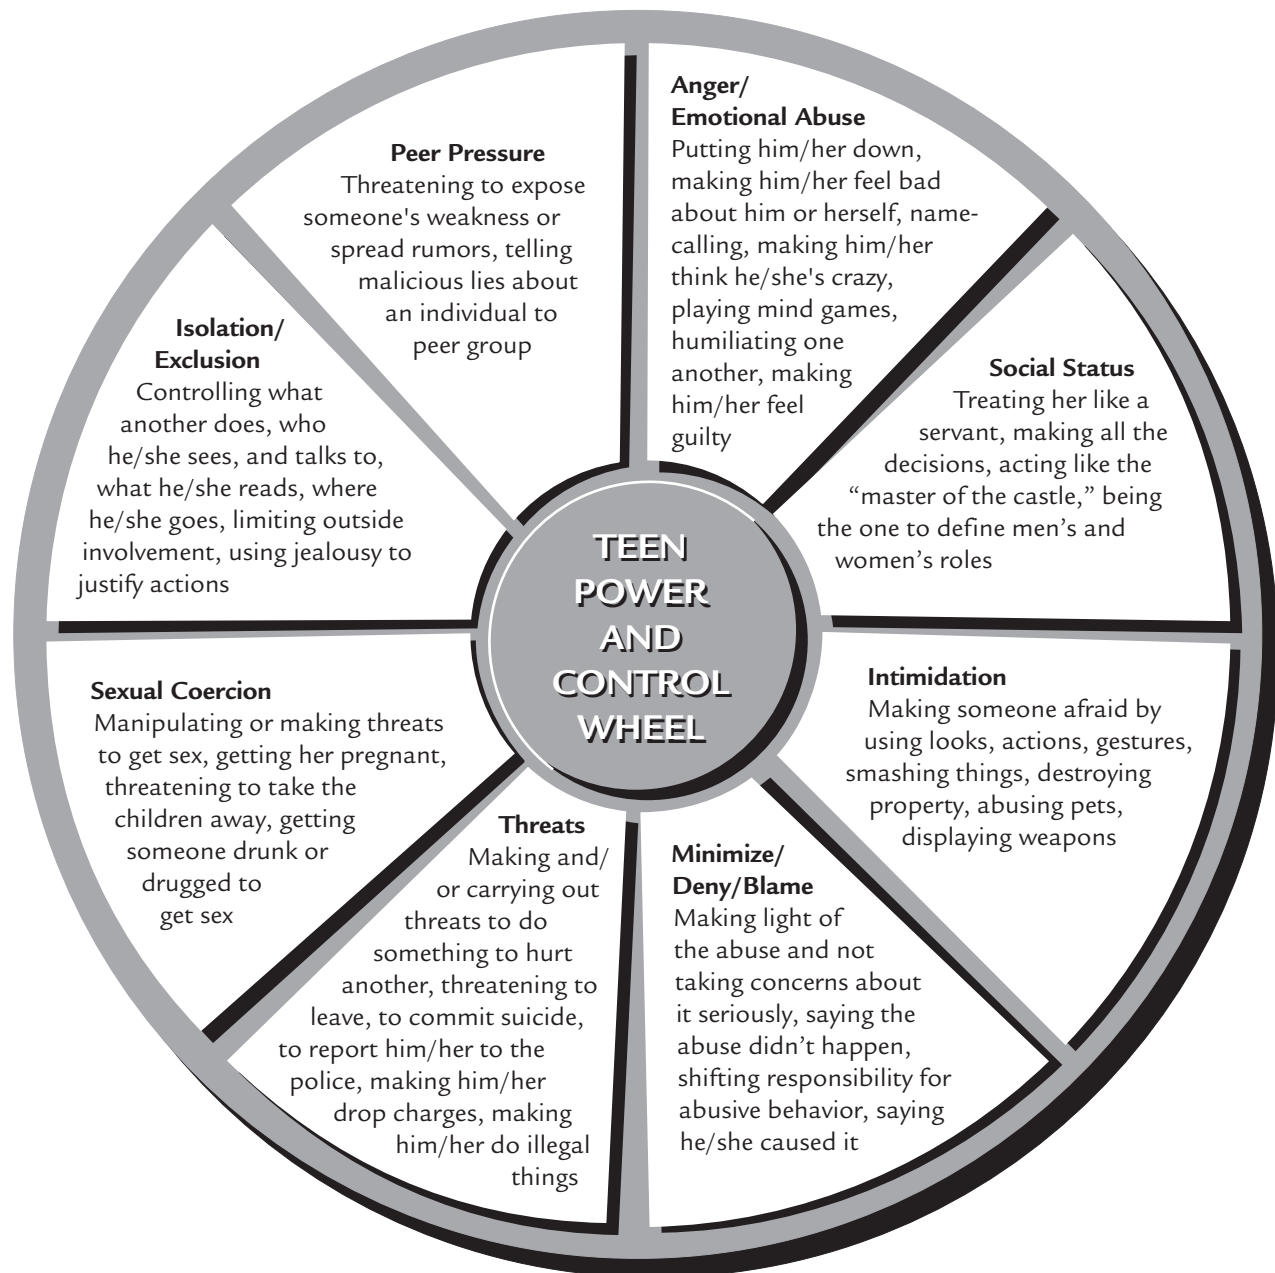 Anger/
Emotional Abuse
Putting him/her down,
making him/her feel bad
about him or herself, name-
calling, making him/her
think he/she's crazy,
playing mind games,
humiliating one
another, making
him/her feel
guilty
Social Status
Treating her like a
servant, making all the
decisions, acting like the
“master of the castle,” being
the one to define men’s and
women’s roles
Intimidation
Making someone afraid by
using looks, actions, gestures,
smashing things, destroying
property, abusing pets,
displaying weapons
Minimize/
Deny/Blame
Making light of
the abuse and not
taking concerns about
it seriously, saying the
abuse didn’t happen,
shifting responsibility for
abusive behavior, saying
he/she caused it
Threats
Making and/
or carrying out
threats to do
something to hurt
another, threatening to
leave, to commit suicide,
to report him/her to the
police, making him/her
drop charges, making
him/her do illegal
things
Sexual Coercion
Manipulating or making threats
to get sex, getting her pregnant,
threatening to take the
children away, getting
someone drunk or
drugged to
get sex
Isolation/
Exclusion
Controlling what
another does, who
he/she sees, and talks to,
what he/she reads, where
he/she goes, limiting outside
involvement, using jealousy to
justify actions
Peer Pressure
Threatening to expose
someone's weakness or
spread rumors, telling
malicious lies about
an individual to
peer group
TEEN
POWER
AND
CONTROL
WHEEL